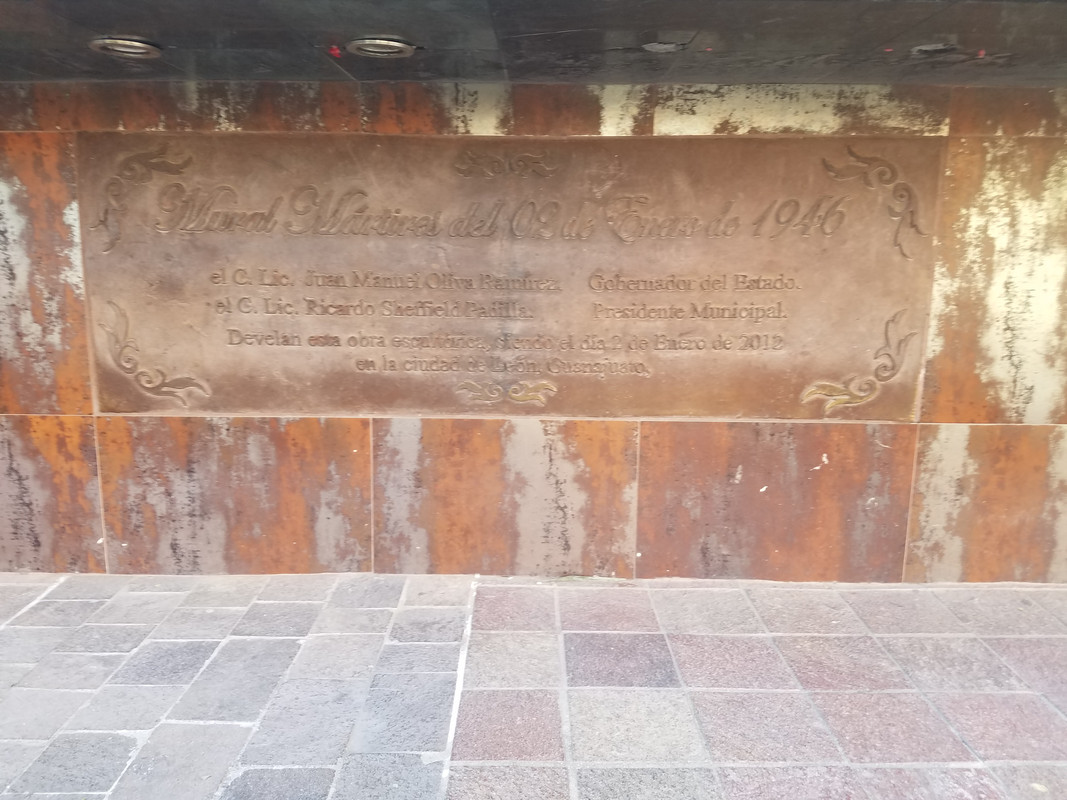 Mural Mártires del 02 de Enero de 1946
el C. Lic. Juan Manuel Oliva Ramírez. Gobernador del Estado.
el C. Lic. Ricardo Sheffield Padilla. Presidente Municipal.
Develan esta obra escultórica, siendo el día 2 de Enero de 2012
en la ciudad de León, Guanajuato,